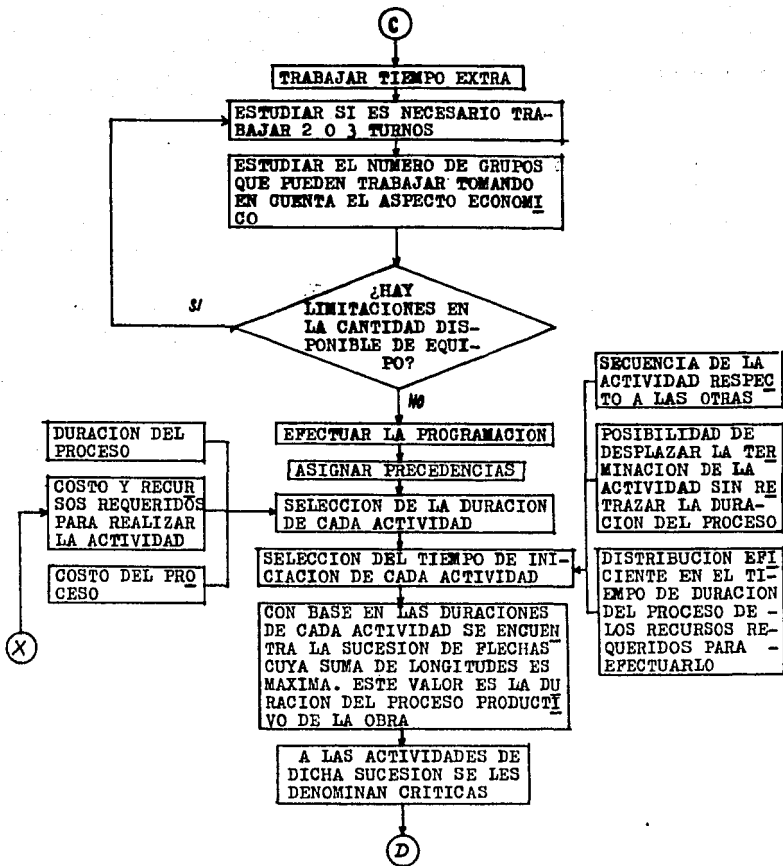 C
TRABAJAR TIEMPO EXTRA
ESTUDIAR SI ES NECESARIO TRA-
BAJAR 2 O 3 TURNOS
ESTUDIAR EL NUMERO DE GRUPOS
QUE PUEDEN TRABAJAR TOMANDO
EN CUENTA EL ASPECTO ECONOMI
CO
¿HAY
LIMITACIONES EN
LA CANTIDAD DIS-
PONIBLE DE EQUI-
PO?
SI
NO
EFECTUAR LA PROGRAMACION
ASIGNAR PRECEDENCIAS
DURACION DEL
PROCESO
COSTO Y RECUR
SOS REQUERIDOS
PARA REALIZAR
LA ACTIVIDAD
COSTO DEL PRO
CESO
X
SELECCION DE LA DURACION
DE CADA ACTIVIDAD
SELECCION DEL TIEMPO DE INI-
CIACION DE CADA ACTIVIDAD
SECUENCIA DE LA
ACTIVIDAD RESPEC
TO A LAS OTRAS
POSIBILIDAD DE
DESPLAZAR LA TER
MINACION DE LA
ACTIVIDAD SIN RE
TRAZAR LA DURA-
CION DEL PROCESO
DISTRIBUCION EFI
CIENTE EN EL TI-
EMPO DE DURACION
DEL PROCESO DE -
LOS RECURSOS RE-
QUERIDOS PARA -
EFECTUARLO
CON BASE EN LAS DURACIONES
DE CADA ACTIVIDAD SE ENCUEN
TRA LA SUCESION DE FLECHAS
CUYA SUMA DE LONGITUDES ES
MAXIMA. ESTE VALOR ES LA DU
RACION DEL PROCESO PRODUCTI
VO DE LA OBRA
A LAS ACTIVIDADES DE
DICHA SUCESION SE LES
DENOMINAN CRITICAS
D